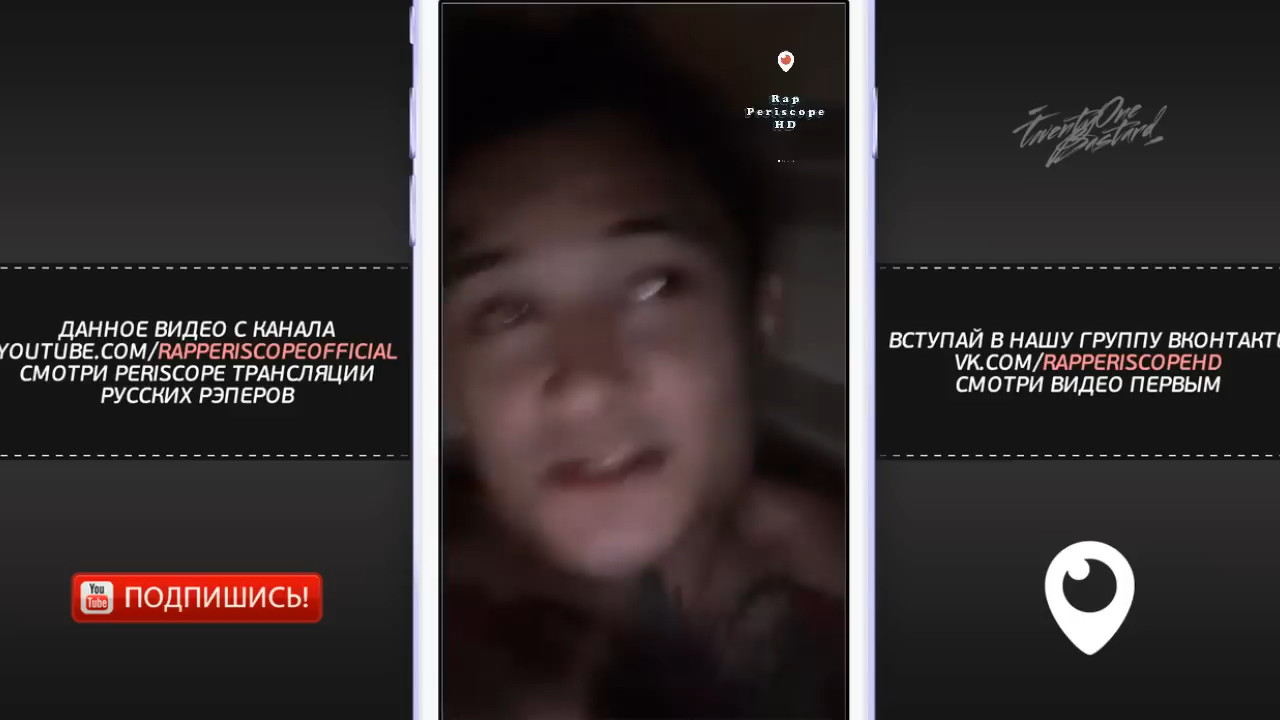 Rap
Periscope
HD
TwentyOne
Bastard
ДАННОЕ ВИДЕО С КАНАЛА
YOUTUBE.COM/RAPPERISCOPEOFFICIAL
СМОТРИ PERISCOPE ТРАНСЛЯЦИИ
РУССКИХ РЭПЕРОВ
ВСТУПАЙ В НАШУ ГРУППУ ВКОНТАКТЕ
VK.COM/RAPPERISCOPEHD
СМОТРИ ВИДЕО ПЕРВЫМ
You
Tube
ПОДПИШИСЬ!